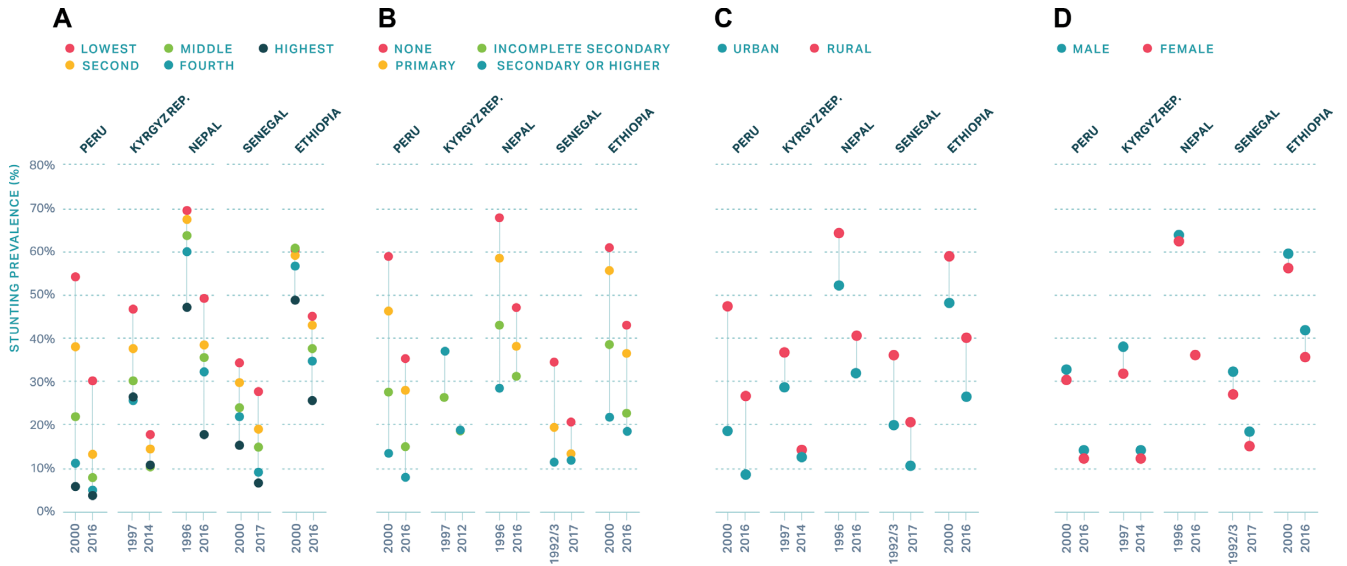 A B C D
LOWEST MIDDLE HIGHEST
SECOND FOURTH
NONE INCOMPLETE SECONDARY
PRIMARY SECONDARY OR HIGHER
URBAN RURAL
MALE FEMALE
PERU KYRGYZ REP. NEPAL SENEGAL ETHIOPIA
PERU KYRGYZ REP. NEPAL SENEGAL ETHIOPIA
PERU KYRGYZ REP. NEPAL SENEGAL ETHIOPIA
PERU KYRGYZ REP. NEPAL SENEGAL ETHIOPIA
STUNTING PREVALENCE (%)
80%
70%
60%
50%
40%
30%
20%
10%
0%
2000 2016 1997 2014 1996 2016 2000 2017 2000 2016
2000 2016 1997 2012 1996 2016 1992/3 2017 2000 2016
2000 2016 1997 2014 1996 2016 1992/3 2017 2000 2016
2000 2016 1997 2014 1996 2016 1992/3 2017 2000 2016